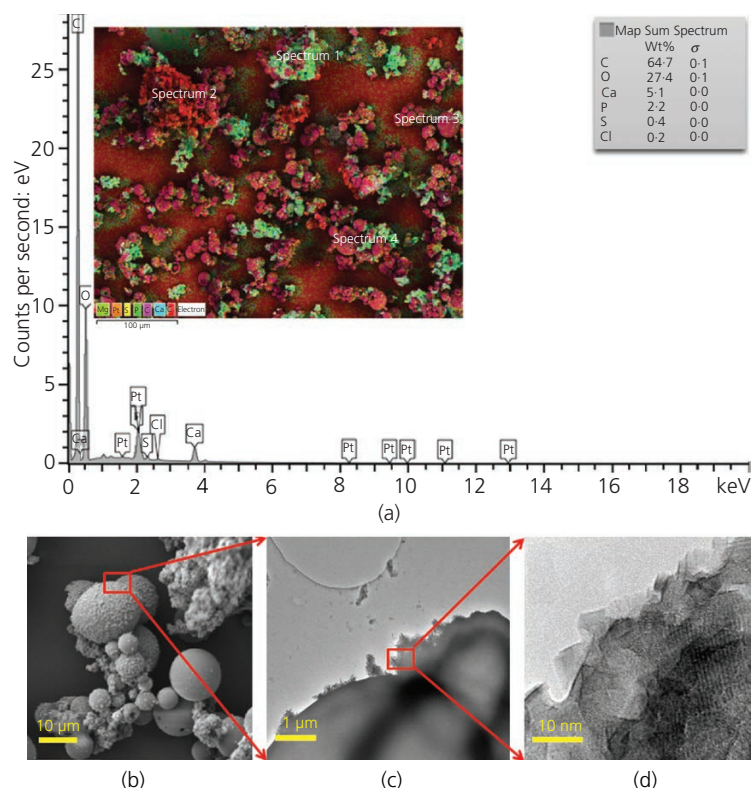 C
25
20
15
10
5
0
Counts per second: eV
O
Ca
Pt
Pt
S
Cl
Ca
Pt
Pt
Pt
Pt
Pt
0 2 4 6 8 10 12 14 16 18 keV
Spectrum 1
Spectrum 2
Spectrum 3
Spectrum 4
Mg Pt S P C Ca Electron
100 µm
Map Sum Spectrum
Wt% σ
C 64·7 0·1
O 27·4 0·1
Ca 5·1 0·0
P 2·2 0·0
S 0·4 0·0
Cl 0·2 0·0
(a)
10 µm
1 µm
10 nm
(b) (c) (d)